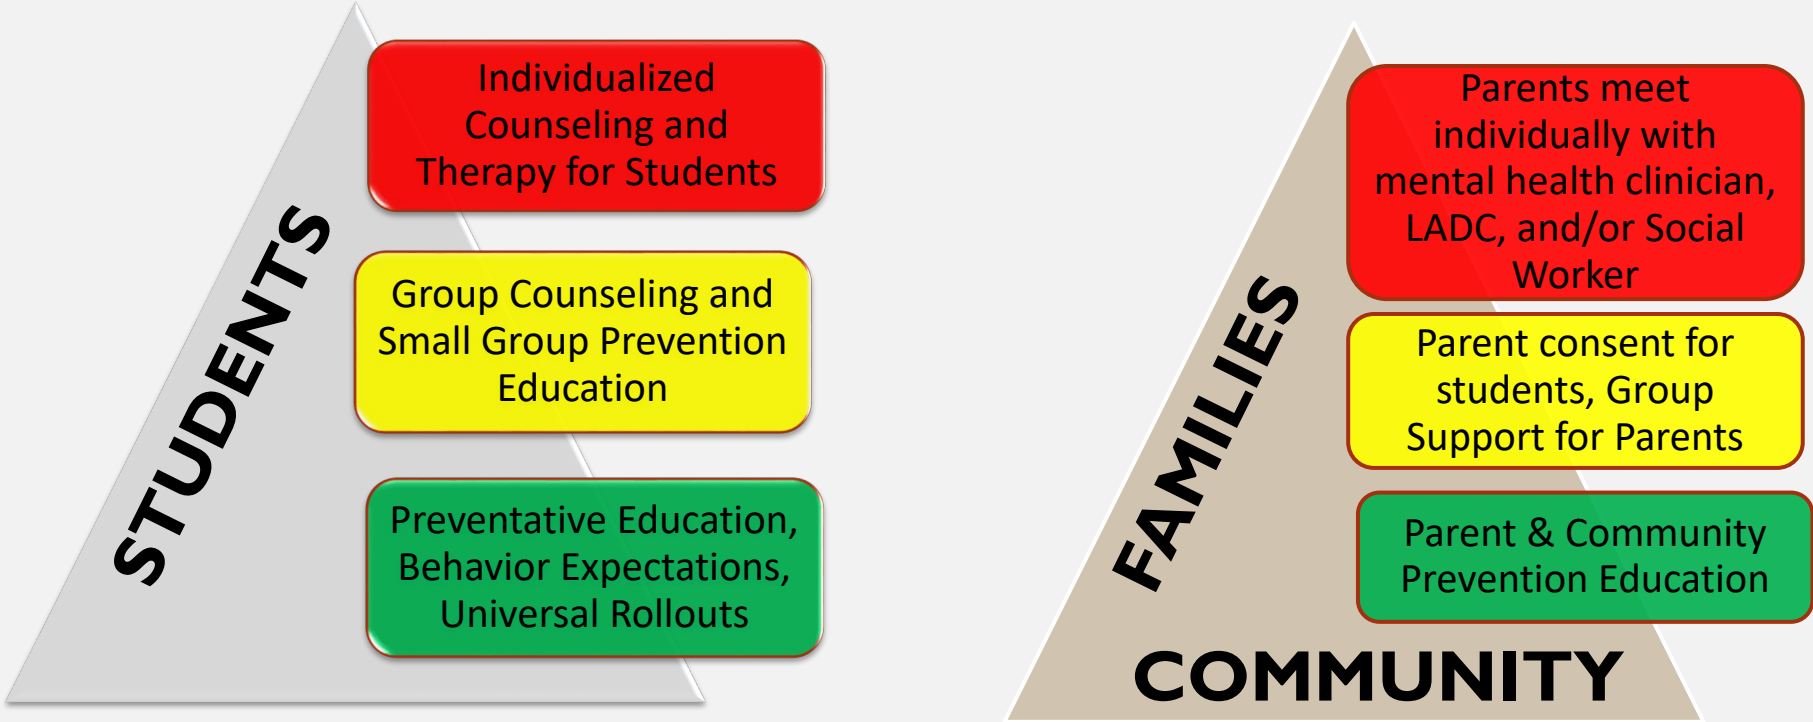 STUDENTS
Individualized
Counseling and
Therapy for Students
Group Counseling and
Small Group Prevention
Education
Preventative Education,
Behavior Expectations,
Universal Rollouts
FAMILIES
Parents meet
individually with
mental health clinician,
LADC, and/or Social
Worker
Parent consent for
students, Group
Support for Parents
Parent & Community
Prevention Education
COMMUNITY